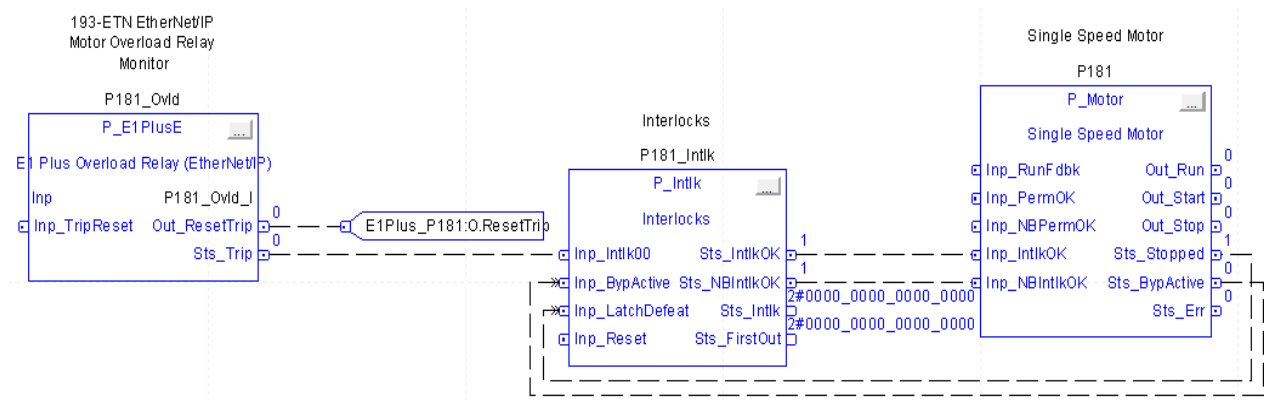 193-ETN EtherNet/IP
Motor Overload Relay
Monitor
P181_Ovld
P_E1PlusE
...
E1 Plus Overload Relay (EtherNet/IP)
Inp P181_Ovld_I
Inp_TripReset Out_ResetTrip 0
Sts_Trip 0
E1Plus_P181:O.ResetTrip
Interlocks
P181_Intlk
P_Intlk
...
Interlocks
Inp_Intlk00 Sts_IntlkOK 1
Inp_BypActive Sts_NBIntlkOK 1
Inp_LatchDefeat Sts_Intlk 2#0000_0000_0000_0000
Inp_Reset Sts_FirstOut 2#0000_0000_0000_0000
Single Speed Motor
P181
P_Motor
...
Single Speed Motor
Inp_RunFdbk Out_Run 0
Inp_PermOK Out_Start 0
Inp_NBPermOK Out_Stop 0
Inp_IntlkOK Sts_Stopped 1
Inp_NBIntlkOK Sts_BypActive 0
Sts_Err 0